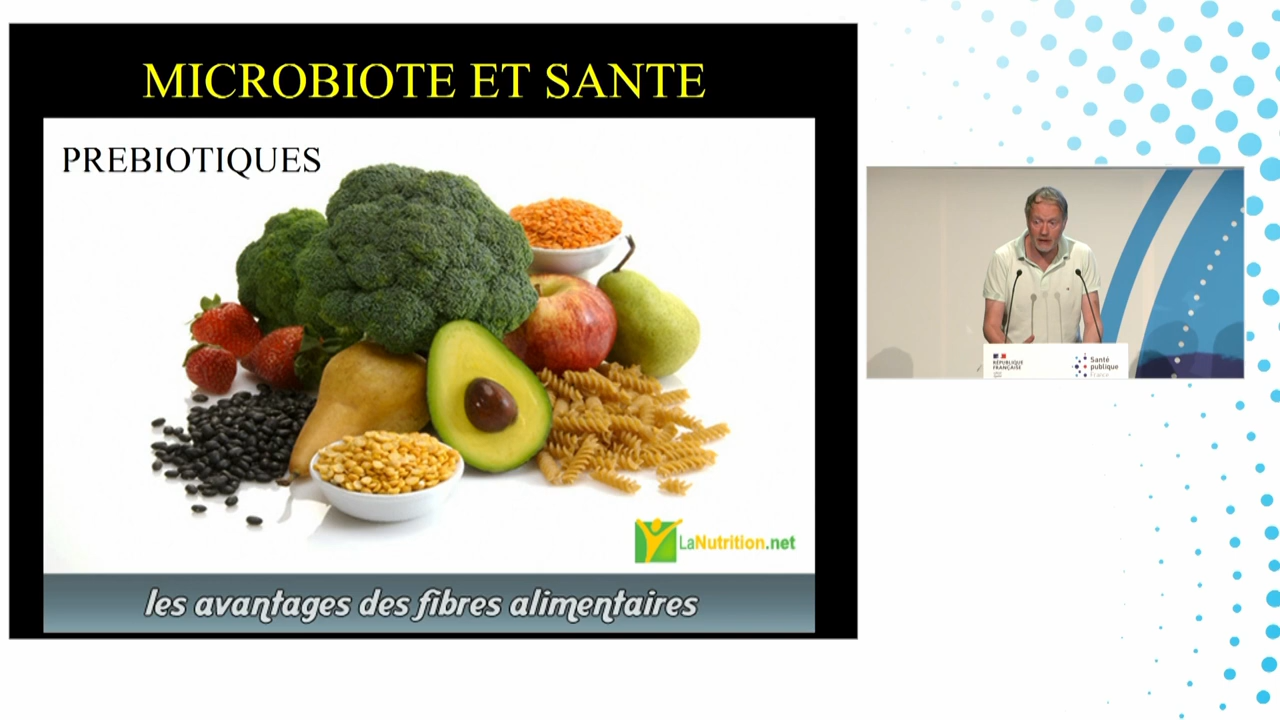 MICROBIOTE ET SANTE
PREBIOTIQUES
LaNutrition.net
les avantages des fibres alimentaires
RÉPUBLIQUE
FRANÇAISE
Santé
publique
France